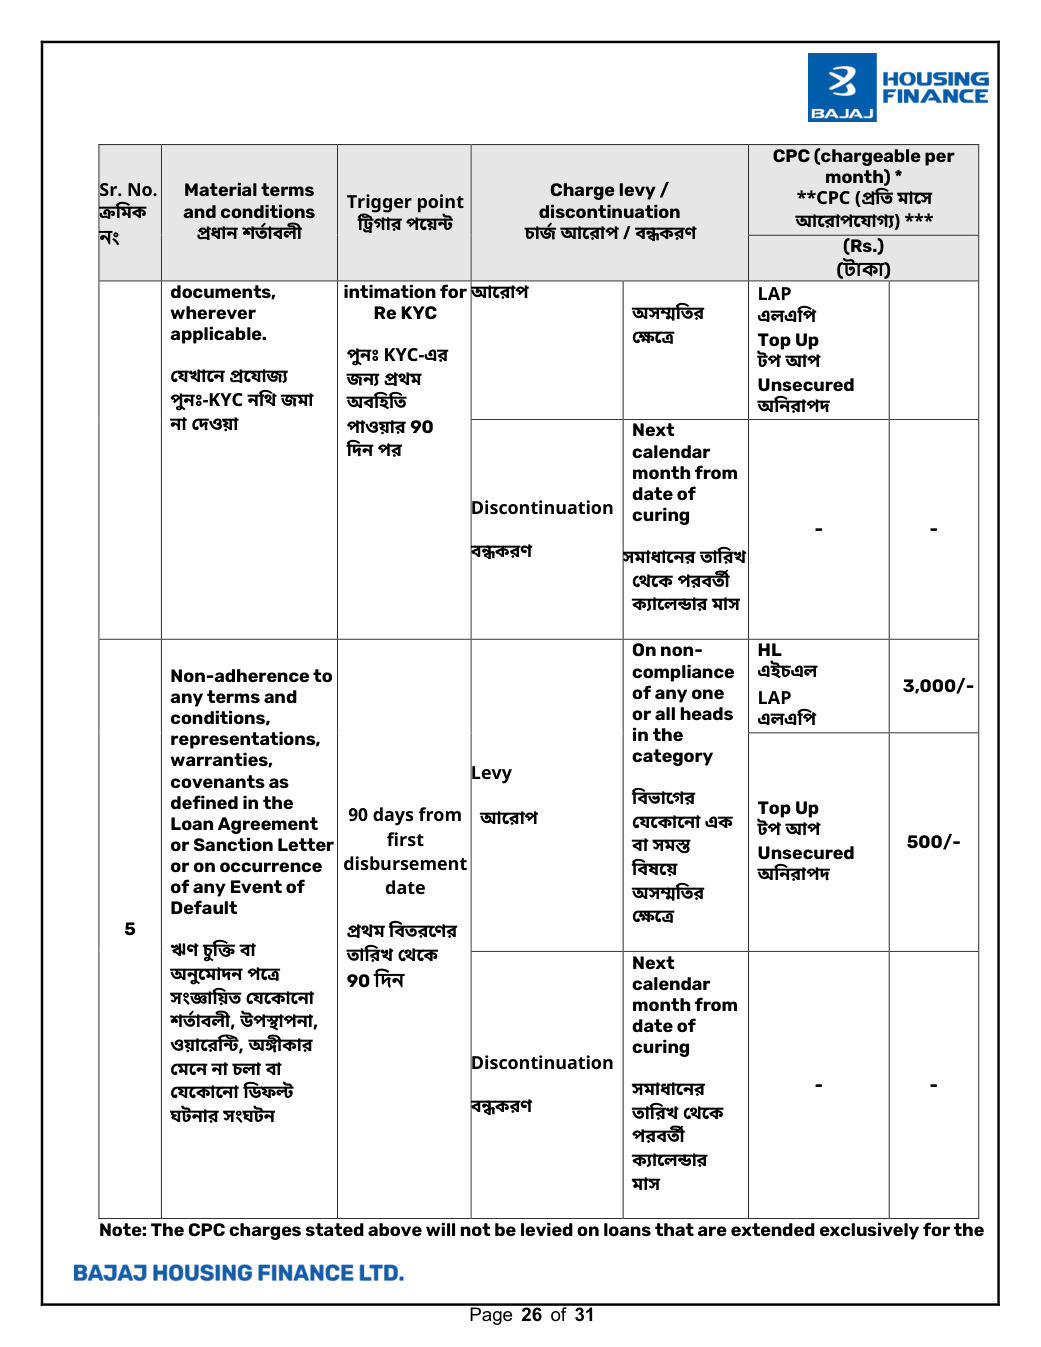 BAJAJ
HOUSING
FINANCE
Sr. No.
ক্রমিক
নং
Material terms
and conditions
প্রধান শর্তাবলী
Trigger point
ট্রিগার পয়েন্ট
Charge levy /
discontinuation
চার্জ আরোপ / বন্ধকরণ
CPC (chargeable per
month) *
**CPC (প্রতি মাসে
আরোপযোগ্য) ***
(Rs.)
(টাকা)
documents,
wherever
applicable.
যেখানে প্রযোজ্য
পুনঃ-KYC নথি জমা
না দেওয়া
intimation for
Re KYC
পুনঃ KYC-এর
জন্য প্রথম
অবহিতি
পাওয়ার 90
দিন পর
আরোপ
অসম্মতির
ক্ষেত্রে
LAP
এলএপি
Top Up
টপ আপ
Unsecured
অনিরাপদ
Discontinuation
বন্ধকরণ
Next
calendar
month from
date of
curing
সমাধানের তারিখ
থেকে পরবর্তী
ক্যালেন্ডার মাস
-
-
5
Non-adherence to
any terms and
conditions,
representations,
warranties,
covenants as
defined in the
Loan Agreement
or Sanction Letter
or on occurrence
of any Event of
Default
ঋণ চুক্তি বা
অনুমোদন পত্রে
সংজ্ঞায়িত যেকোনো
শর্তাবলী, উপস্থাপনা,
ওয়ারেন্টি, অঙ্গীকার
মেনে না চলা বা
যেকোনো ডিফল্ট
ঘটনার সংঘটন
90 days from
first
disbursement
date
প্রথম বিতরণের
তারিখ থেকে
90 দিন
Levy
আরোপ
On non-
compliance
of any one
or all heads
in the
category
বিভাগের
যেকোনো এক
বা সমস্ত
বিষয়ে
অসম্মতির
ক্ষেত্রে
HL
এইচএল
LAP
এলএপি
3,000/-
Top Up
টপ আপ
Unsecured
অনিরাপদ
500/-
Discontinuation
বন্ধকরণ
Next
calendar
month from
date of
curing
সমাধানের
তারিখ থেকে
পরবর্তী
ক্যালেন্ডার
মাস
-
-
Note: The CPC charges stated above will not be levied on loans that are extended exclusively for the
BAJAJ HOUSING FINANCE LTD.
Page 26 of 31